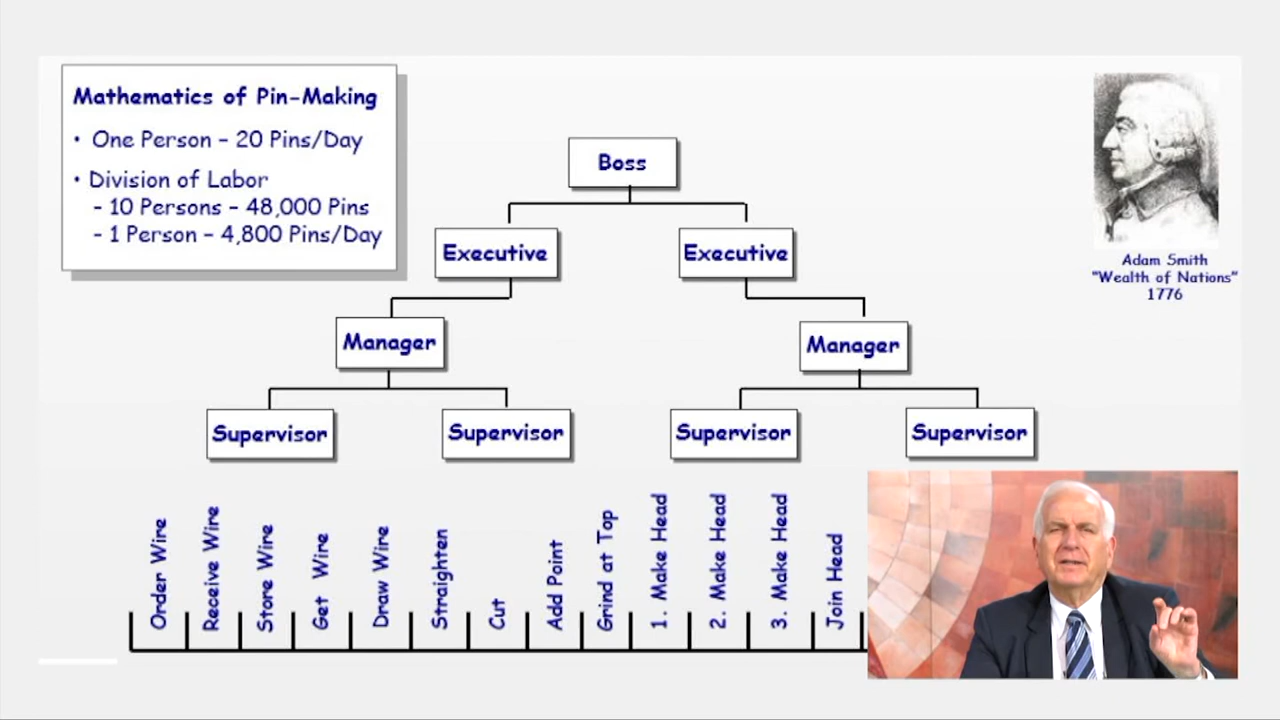 Mathematics of Pin-Making
• One Person - 20 Pins/Day
• Division of Labor
- 10 Persons - 48,000 Pins
- 1 Person - 4,800 Pins/Day
Adam Smith
"Wealth of Nations"
1776
Boss
Executive
Executive
Manager
Manager
Supervisor
Supervisor
Supervisor
Supervisor
Order Wire
Receive Wire
Store Wire
Get Wire
Draw Wire
Straighten
Cut
Add Point
Grind at Top
1. Make Head
2. Make Head
3. Make Head
Join Head